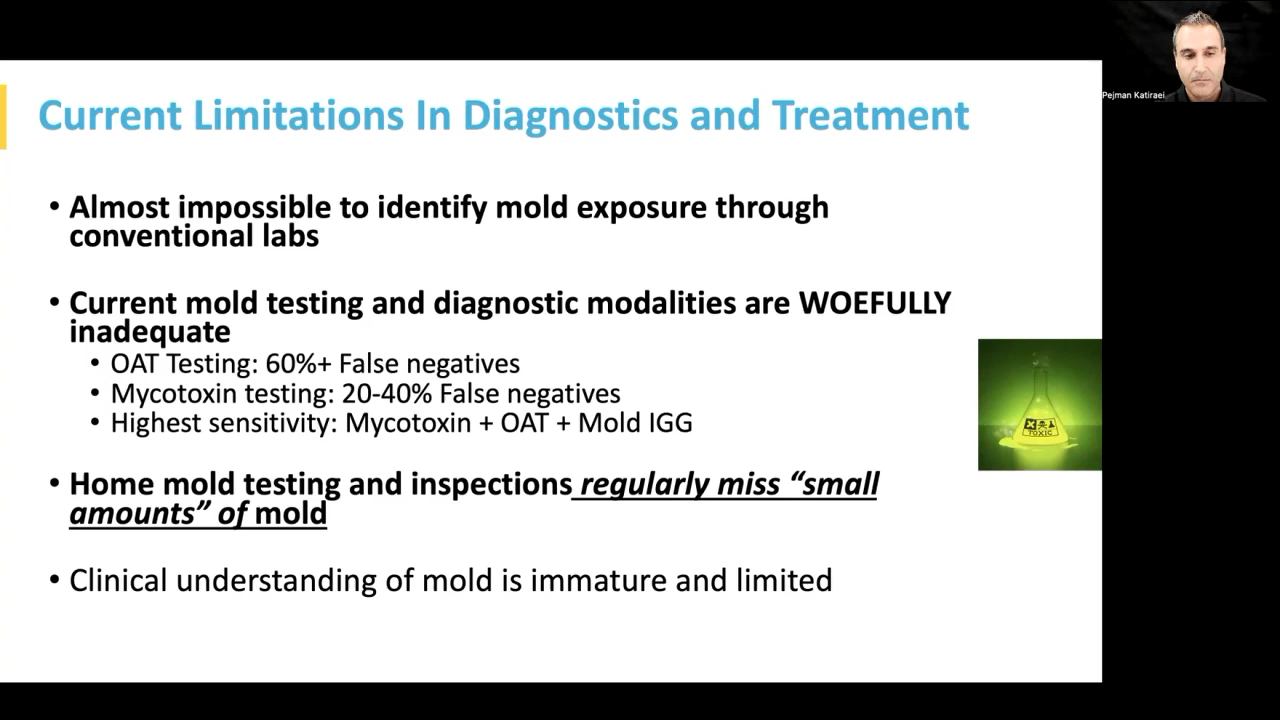 Current Limitations In Diagnostics and Treatment
Pejman Katiraei
• Almost impossible to identify mold exposure through
conventional labs
• Current mold testing and diagnostic modalities are WOEFULLY
inadequate
• OAT Testing: 60%+ False negatives
• Mycotoxin testing: 20-40% False negatives
• Highest sensitivity: Mycotoxin + OAT + Mold IGG
TOXIC
• Home mold testing and inspections regularly miss “small
amounts” of mold
• Clinical understanding of mold is immature and limited